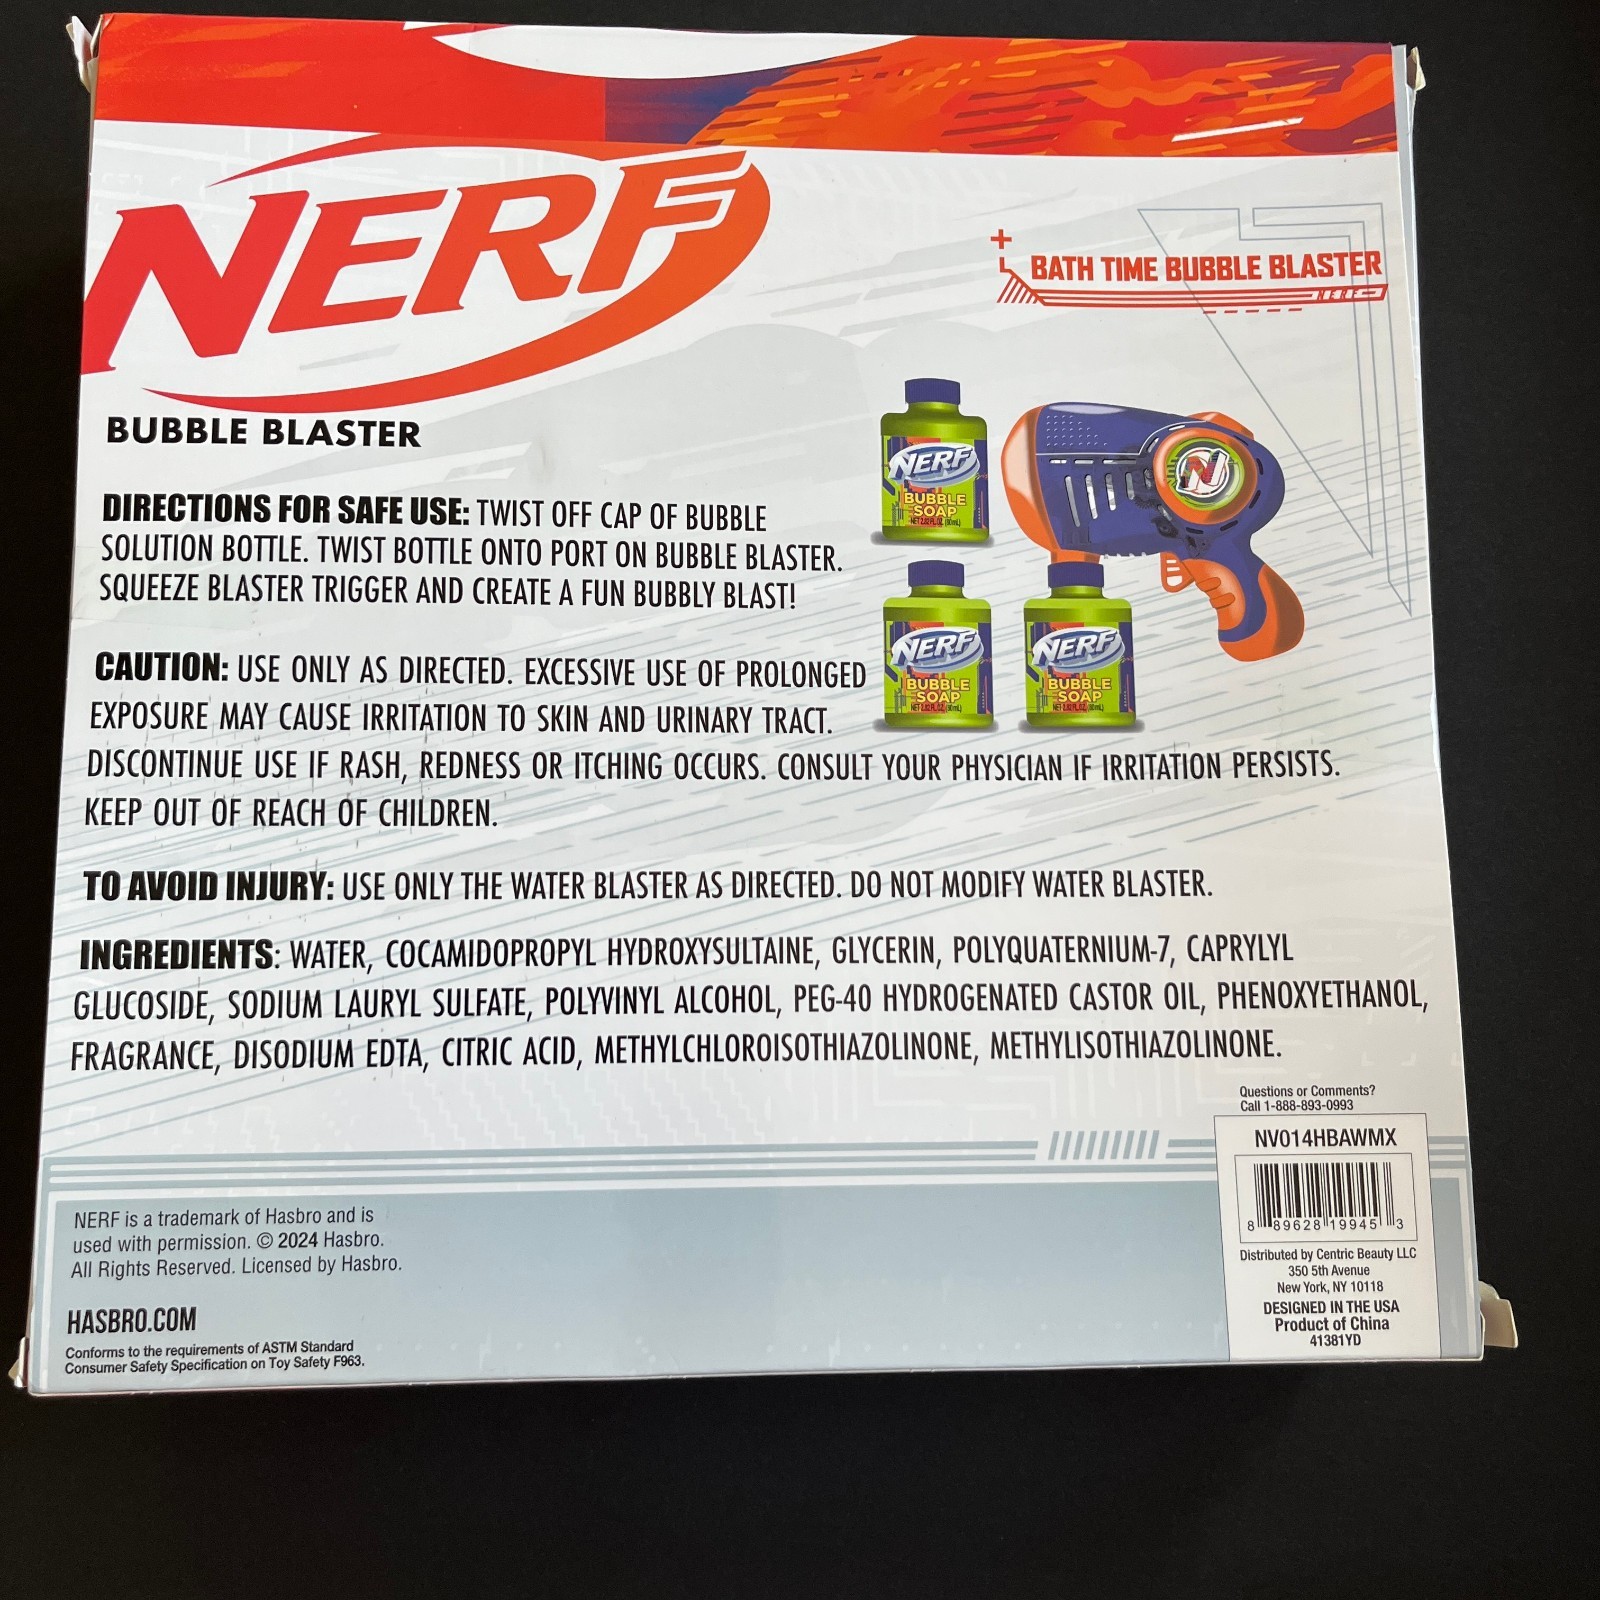 NERF
BATH TIME BUBBLE BLASTER
NERF
BUBBLE BLASTER
DIRECTIONS FOR SAFE USE: TWIST OFF CAP OF BUBBLE
SOLUTION BOTTLE. TWIST BOTTLE ONTO PORT ON BUBBLE BLASTER.
SQUEEZE BLASTER TRIGGER AND CREATE A FUN BUBBLY BLAST!
NERF
BUBBLE
SOAP
NET 2.82 FL.OZ. (80mL)
N
NERF
BUBBLE
SOAP
NERF
BUBBLE
SOAP
CAUTION: USE ONLY AS DIRECTED. EXCESSIVE USE OF PROLONGED
EXPOSURE MAY CAUSE IRRITATION TO SKIN AND URINARY TRACT.
DISCONTINUE USE IF RASH, REDNESS OR ITCHING OCCURS. CONSULT YOUR PHYSICIAN IF IRRITATION PERSISTS.
KEEP OUT OF REACH OF CHILDREN.
TO AVOID INJURY: USE ONLY THE WATER BLASTER AS DIRECTED. DO NOT MODIFY WATER BLASTER.
INGREDIENTS: WATER, COCAMIDOPROPYL HYDROXYSULTAINE, GLYCERIN, POLYQUATERNIUM-7, CAPRYLYL
GLUCOSIDE, SODIUM LAURYL SULFATE, POLYVINYL ALCOHOL, PEG-40 HYDROGENATED CASTOR OIL, PHENOXYETHANOL,
FRAGRANCE, DISODIUM EDTA, CITRIC ACID, METHYLCHLOROISOTHIAZOLINONE, METHYLISOTHIAZOLINONE.
Questions or Comments?
Call 1-888-893-0993
NV014HBAWMX
8 89628 19945 3
Distributed by Centric Beauty LLC
350 5th Avenue
New York, NY 10118
DESIGNED IN THE USA
Product of China
41381YD
NERF is a trademark of Hasbro and is
used with permission. © 2024 Hasbro.
All Rights Reserved. Licensed by Hasbro.
HASBRO.COM
Conforms to the requirements of ASTM Standard
Consumer Safety Specification on Toy Safety F963.